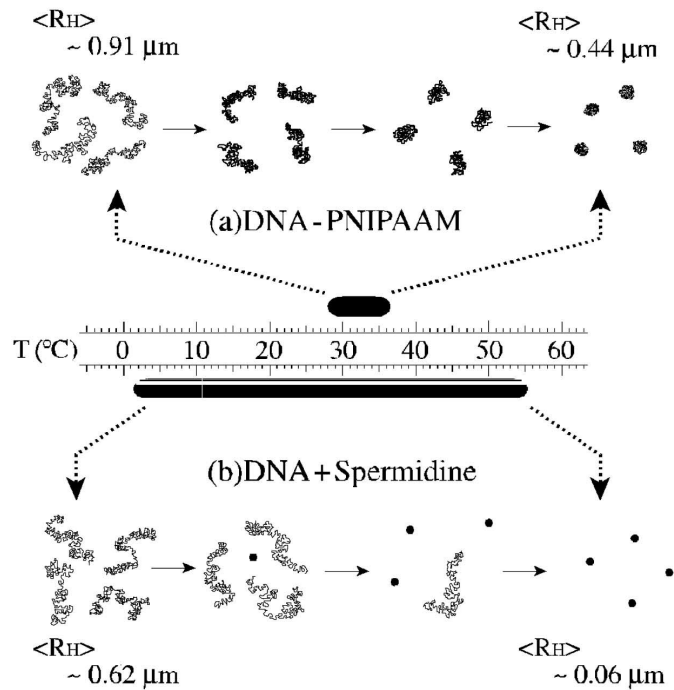 <RH>
~ 0.91 μm
<RH>
~ 0.44 μm
(a)DNA-PNIPAAM
T (°C) 0 10 20 30 40 50 60
(b)DNA+Spermidine
<RH>
~ 0.62 μm
<RH>
~ 0.06 μm